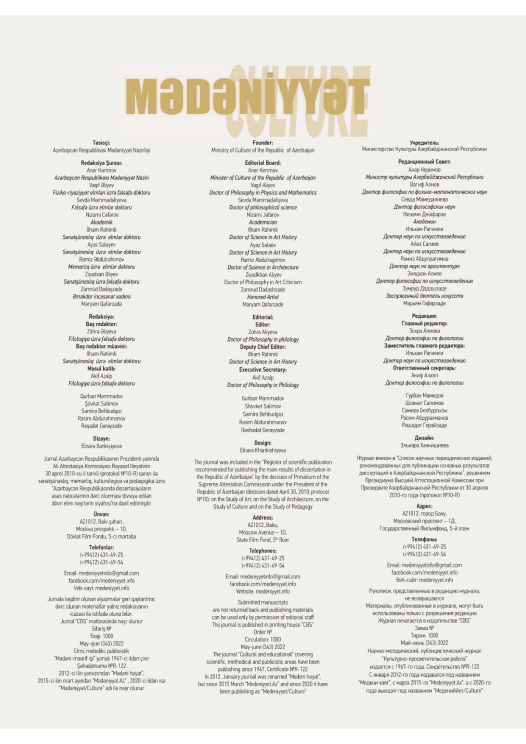 CULTURE
MƏDƏNİYYƏT
Təsisçi:
Azərbaycan Respublikası Mədəniyyət Nazirliyi
Redaksiya Şurası:
Anar Kərimov
Azərbaycan Respublikası Mədəniyyət Naziri
Vaqif Əliyev
Fizika-riyaziyyat elmləri üzrə fəlsəfə doktoru
Sevda Məmmədəliyeva
Fəlsəfə üzrə elmlər doktoru
Nizami Cəfərov
Akademik
İlham Rəhimli
Sənətşünaslıq üzrə elmlər doktoru
Ayaz Salayev
Sənətşünaslıq üzrə elmlər doktoru
Ramiz Əbdülrəhimov
Memarlıq üzrə elmlər doktoru
Ziyadxan Əliyev
Sənətşünaslıq üzrə fəlsəfə doktoru
Zümrüd Dadaşzadə
Əməkdar incəsənət xadimi
Məryəm Qafarzadə
Redaksiya:
Baş redaktor:
Zöhrə Əliyeva
Filologiya üzrə fəlsəfə doktoru
Baş redaktor müavini:
İlham Rəhimli
Sənətşünaslıq üzrə elmlər doktoru
Məsul katib:
Akif Azalp
Filologiya üzrə fəlsəfə doktoru
Qurban Məmmədov
Şövkət Səlimov
Samirə Behbudqızı
Rasim Abdurəhmanov
Rəşadət Gərayzadə
Dizayn:
Elnarə Xankişiyeva
Jurnal Azərbaycan Respublikasının Prezidenti yanında
Ali Attestasiya Komissiyası Rəyasət Heyətinin
30 aprel 2010-cu il tarixli (protokol №10-R) qərarı ilə
sənətşünaslıq, memarlıq, kulturologiya və pedaqogika üzrə
"Azərbaycan Respublikasında dissertasiyaların
əsas nəticələrinin dərc olunması tövsiyə edilən
dövri elmi nəşrlərin siyahısı"na daxil edilmişdir
Ünvan:
AZ1012, Bakı şəhəri,
Moskva prospekti – 1D,
Dövlət Film Fondu, 5-ci mərtəbə
Telefonlar:
(+99412) 431-49-25
(+99412) 431-49-54
Email: medeniyyetinfo@gmail.com
facebook.com/medeniyyet.info
Veb-sayt: medeniyyet.info
Jurnala təqdim olunan əlyazmalar geri qaytarılmır,
dərc olunan materiallar yalnız redaksiyanın
icazəsi ilə istifadə oluna bilər.
Jurnal "CBS" mətbəəsində nəşr olunur
Sifariş №
Tiraj: 1000
May-iyun (343) 2022
Elmi, metodiki, publisistik
"Mədəni-maarif işi" jurnalı 1967-ci ildən çıxır
Şəhadətnamə №R-122
2012-ci ilin yanvarından "Mədəni həyat",
2015-ci ilin mart ayından "Mədəniyyət.Az" , 2020-ci ildən isə
"Mədəniyyət/Culture" adı ilə nəşr olunur
Founder:
Ministry of Culture of the Republic of Azerbaijan
Editorial Board:
Anar Kerimov
Minister of Culture of the Republic of Azerbaijan
Vagif Aliyev
Doctor of Philosophy in Physics and Mathematics
Sevda Mammadaliyeva
Doctor of philosophical science
Nizami Jafarov
Academician
Ilham Rahimli
Doctor of Science in Art History
Ayaz Salaev
Doctor of Science in Art History
Ramiz Abdulragimov
Doctor of Science in Architecture
Ziyadkhan Aliyev
Doctor of Philosophy in Art Criticism
Zumrud Dadashzade
Honored Artist
Maryam Qafarzade
Editorial:
Editor:
Zohra Aliyeva
Doctor of Philosophy in philology
Deputy Chief Editor:
Ilham Rahimli
Doctor of Science in Art History
Executive Secretary:
Akif Azalp
Doctor of Philosophy in Philology
Gurban Mammadov
Shovket Salimov
Samira Behbudqizi
Rasim Abdurahmanov
Rashadat Gerayzade
Design:
Elnara Khankishiyeva
The journal was included in the "Register of scientific publication
recommended for publishing the main results of dissertation in
the Republic of Azerbaijan" by the decision of Presidium of the
Supreme Attestation Commission under the President of the
Republic of Azerbaijan (decision dated April 30, 2010, protocol
№10); on the Study of Art, on the Study of Architecture, on the
Study of Culture and on the Study of Pedagogy
Address:
AZ1012, Baku,
Moscow Avenue – 1D,
State Film Fond, 5th floor
Telephones:
(+99412) 431-49-25
(+99412) 431-49-54
Email: medeniyyetinfo@gmail.com
facebook.com/medeniyyet.info
Website: medeniyyet.info
Submitted manuscripts
are not returned back and publishing materials
can be used only by permission of editorial staff
The journal is published in printing house "CBS"
Order №
Circulation: 1000
May-june (343) 2022
The journal "Cultural and educational" covering
scientific, methodical and publicistic areas have been
publishing since 1967. Certificate №R-122
In 2012, January journal was renamed "Medeni heyat",
but since 2015 March "Medeniyyet.Az" and since 2020 it have
been publishing as "Medeniyyet/Culture"
Учредитель:
Министерство Культуры Азербайджанской Республики
Редакционный Совет:
Анар Керимов
Министр культуры Азербайджанской Республики
Вагиф Алиев
Доктор философии по физико-математических наук
Севда Мамедалиева
Доктор философских наук
Низами Джафаров
Академик
Ильхам Рагимли
Доктор наук по искусствоведению
Айаз Салаев
Доктор наук по искусствоведению
Рамиз Абдулрагимов
Доктор наук по архитектуре
Зиядхан Алиев
Доктор философии по искусствоведению
Зумруд Дадашзаде
Заслуженный деятель искусств
Марьям Гафарзаде
Редакция:
Главный редактор:
Зохра Алиева
Доктор философии по филологии
Заместитель главного редактора:
Ильхам Рагимли
Доктор наук по искусствоведению
Ответственный секретарь:
Акиф Азалп
Доктор философии по филологии
Гурбан Мамедов
Шовкет Салимов
Самира Бехбудгызы
Расим Абдурахманов
Рашадат Герайзаде
Дизайн:
Эльнара Ханкишиева
Журнал внесен в "Список научных периодических изданий,
рекомендованных для публикации основных результатов
диссертаций в Азербайджанской Республике", решением
Президиума Высшей Аттестационной Комиссии при
Президенте Азербайджанской Республики от 30 апреля
2010-го года (протокол №10-R)
Адрес:
AZ1012, город Баку,
Московский проспект – 1Д,
Государственный Фильмофонд, 5-й этаж
Телефоны:
(+99412) 431-49-25
(+99412) 431-49-54
Email: medeniyyetinfo@gmail.com
facebook.com/medeniyyet.info
Веб-сайт: medeniyyet.info
Рукописи, представленные в редакцию журнала,
не возвращаются
Материалы, опубликованные в журнале, могут быть
использованы только с разрешения редакции
Журнал печатается в издательстве "CBS"
Заказ №
Тираж: 1000
Май-июнь (343) 2022
Научно-методический, публицистический журнал
"Культурно-просветительская работа"
издается с 1967-го года. Свидетельство №R-122
С января 2012-го года издавался под названием
"Медени хаят", с марта 2015-го "Medeniyyet.Az", а с 2020-го
года выходит под названием "Медениййет/Culture"